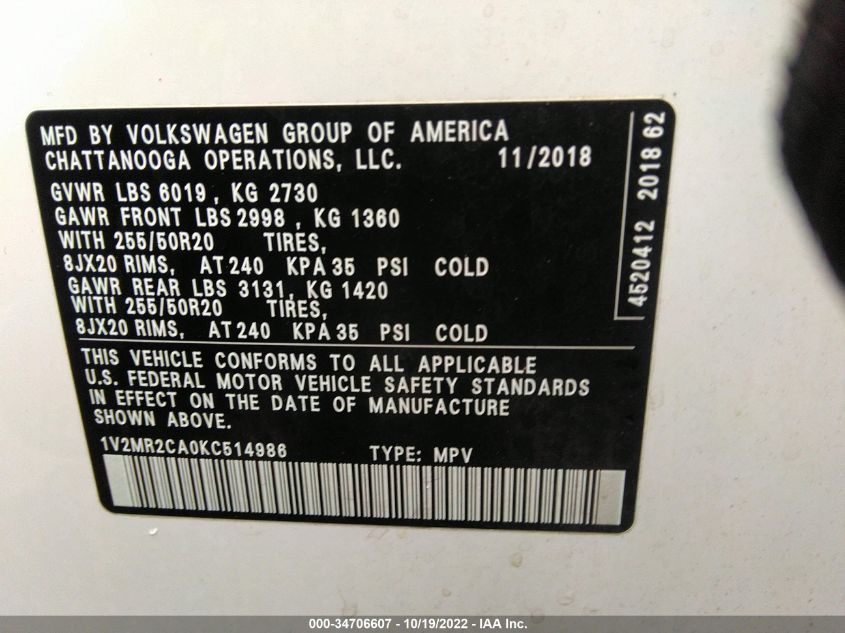 MFD BY VOLKSWAGEN GROUP OF AMERICA
CHATTANOOGA OPERATIONS, LLC. 11/2018
GVWR LBS 6019 , KG 2730
GAWR FRONT LBS 2998 , KG 1360
WITH 255/50R20 TIRES,
8JX20 RIMS, AT 240 KPA 35 PSI COLD
GAWR REAR LBS 3131, KG 1420
WITH 255/50R20 TIRES,
8JX20 RIMS, AT 240 KPA 35 PSI COLD
THIS VEHICLE CONFORMS TO ALL APPLICABLE
U.S. FEDERAL MOTOR VEHICLE SAFETY STANDARDS
IN EFFECT ON THE DATE OF MANUFACTURE
SHOWN ABOVE.
1V2MR2CA0KC514986 TYPE: MPV
4520412 2018 62
000-34706607 - 10/19/2022 - IAA Inc.